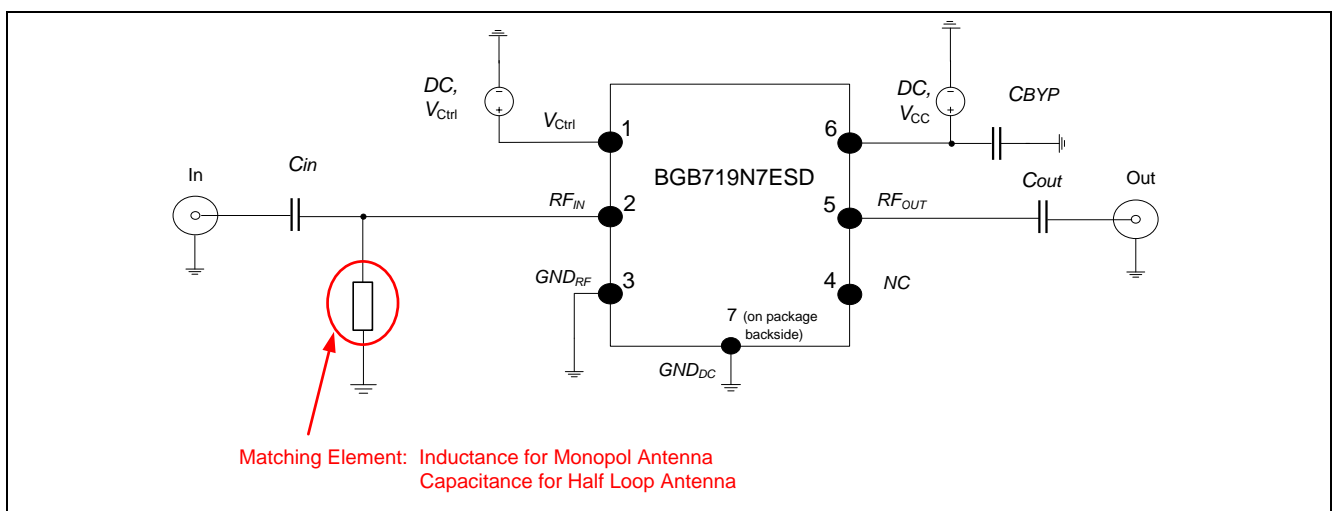 DC,
VCtrl
VCtrl
1
In
Cin
RFIN
2
GNDRF
3
BGB719N7ESD
7 (on package
backside)
GNDDC
6
DC,
VCC
CBYP
5
RFOUT
Cout
Out
4
NC
Matching Element: Inductance for Monopol Antenna
Capacitance for Half Loop Antenna